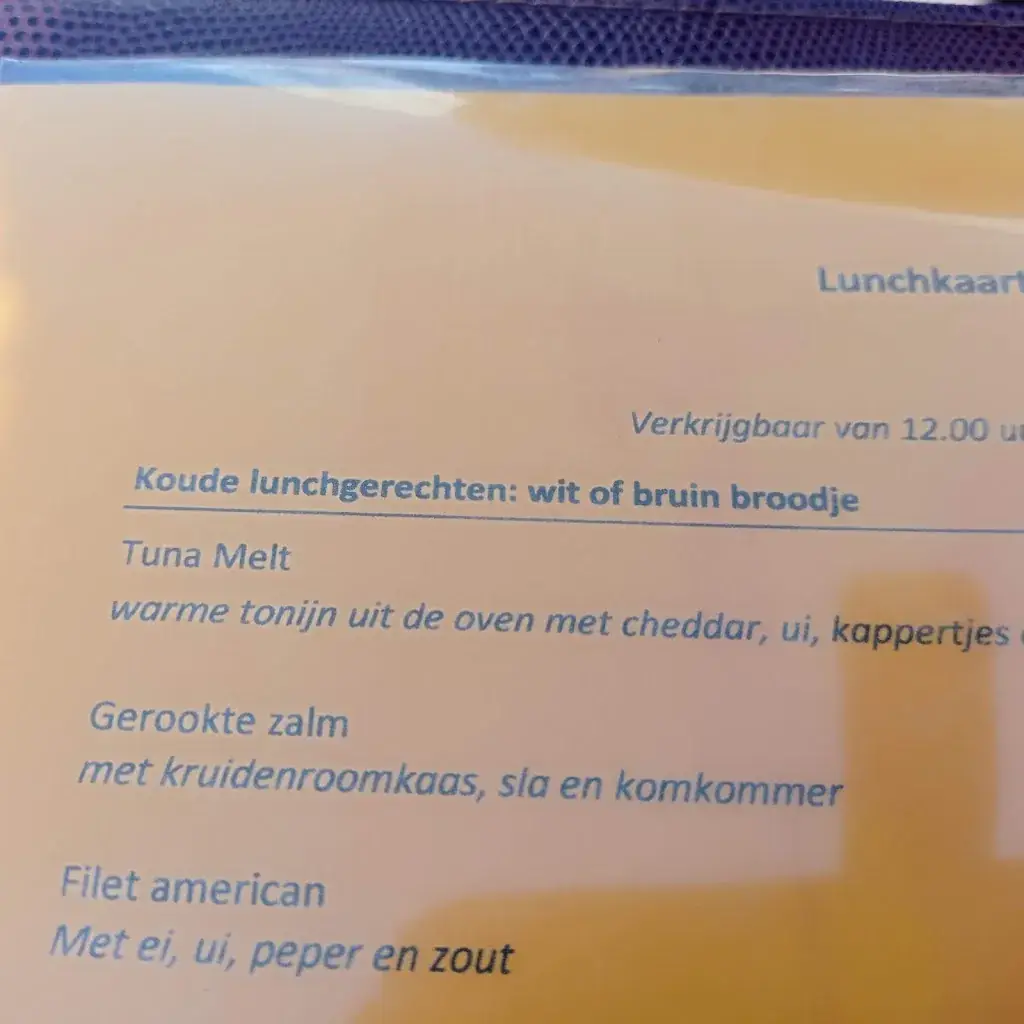 Lunchkaart
Verkrijgbaar van 12.00
Koude lunchgerechten: wit of bruin broodje
Tuna Melt
warme tonijn uit de oven met cheddar, ui, kappertjes
Gerookte zalm
met kruidenroomkaas, sla en komkommer
Filet american
Met ei, ui, peper en zout